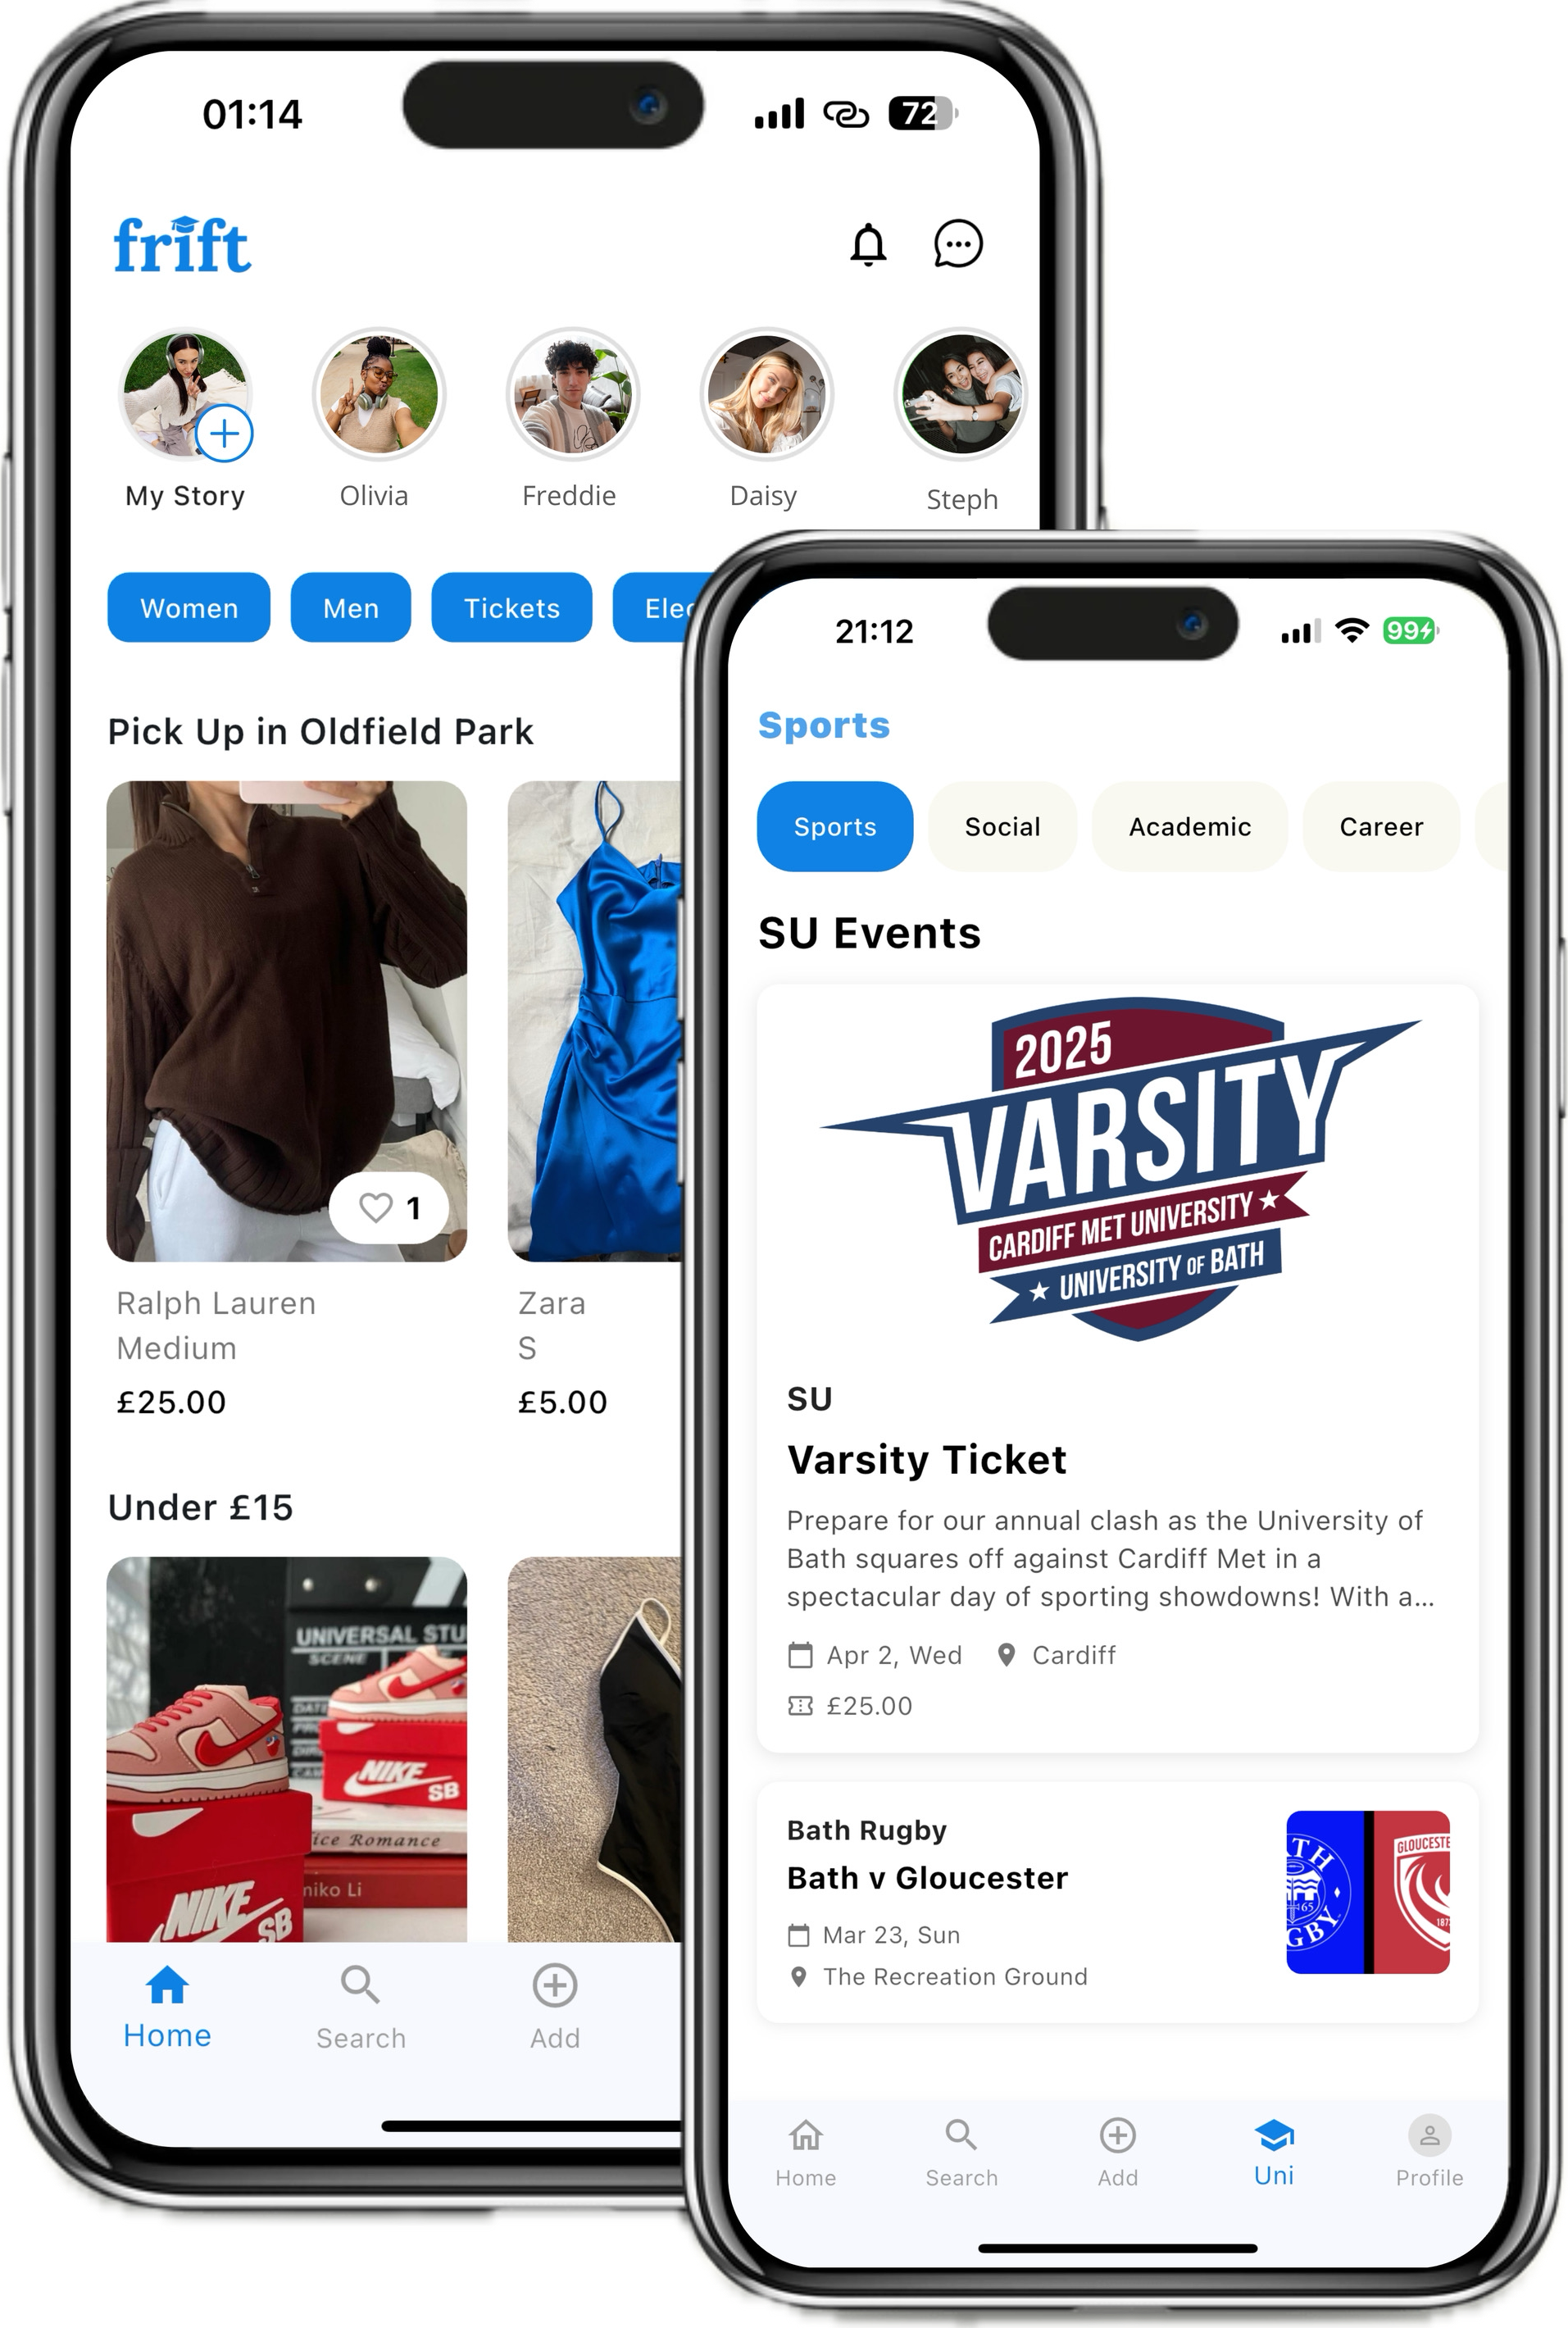 01:14
72
frift
My Story
Olivia
Freddie
Daisy
Steph
Women
Men
Tickets
Pick Up in Oldfield Park
1
Ralph Lauren
Medium
£25.00
Zara
S
£5.00
Under £15
UNIVERSAL
SCENE
NIKE
SB
Romance
Li
NIKE
SB
Home
Search
Add
21:12
99
Sports
Sports
Social
Academic
Career
SU Events
2025
VARSITY
CARDIFF MET UNIVERSITY
UNIVERSITY OF BATH
SU
Varsity Ticket
Prepare for our annual clash as the University of
Bath squares off against Cardiff Met in a
spectacular day of sporting showdowns! With a...
Apr 2, Wed
Cardiff
£25.00
Bath Rugby
Bath v Gloucester
Mar 23, Sun
The Recreation Ground
Home
Search
Add
Uni
Profile